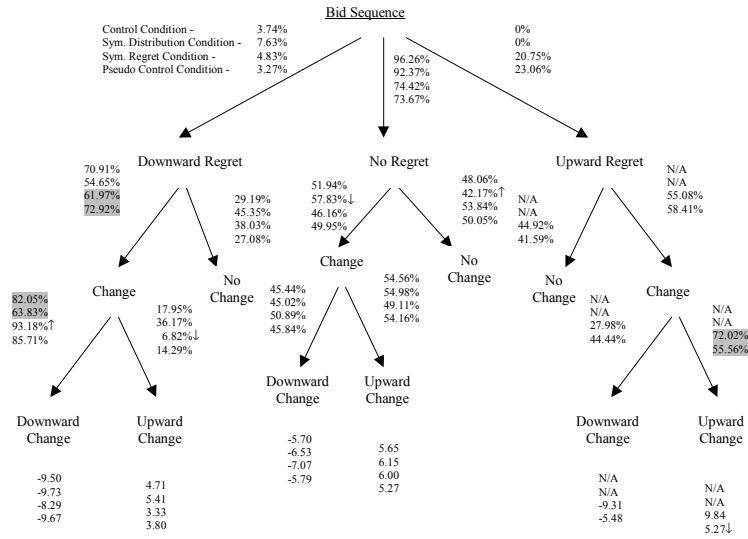 Bid Sequence
Control Condition - 3.74% 0%
Sym. Distribution Condition - 7.63% 0%
Sym. Regret Condition - 4.83% 20.75%
Pseudo Control Condition - 3.27% 23.06%
96.26%
92.37%
74.42%
73.67%
Downward Regret No Regret Upward Regret
70.91%
54.65%
61.97%
72.92%
29.19%
45.35%
38.03%
27.08%
51.94%
57.83%↓
46.16%
49.95%
48.06%
42.17%↑
53.84%
50.05%
N/A
N/A
44.92%
41.59%
N/A
N/A
55.08%
58.41%
Change
No
Change
Change
No
Change
No
Change
Change
82.05%
63.83%
93.18%↑
85.71%
17.95%
36.17%
6.82%↓
14.29%
45.44%
45.02%
50.89%
45.84%
54.56%
54.98%
49.11%
54.16%
N/A
N/A
27.98%
44.44%
N/A
N/A
72.02%
55.56%
Downward
Change
Upward
Change
Downward
Change
Upward
Change
Downward
Change
Upward
Change
-9.50
-9.73
-8.29
-9.67
4.71
5.41
3.33
3.80
-5.70
-6.53
-7.07
-5.79
5.65
6.15
6.00
5.27
N/A
N/A
-9.31
-5.48
N/A
N/A
9.84
5.27↓